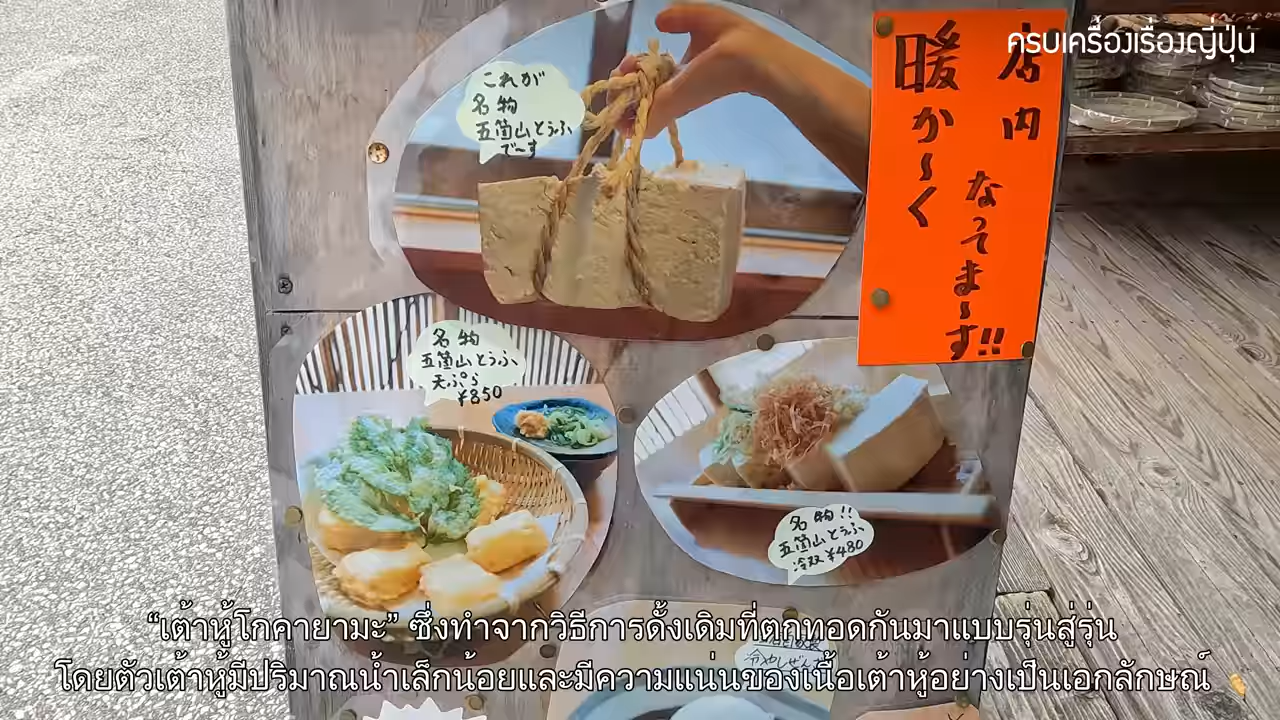 ครบเครื่องเรื่องญี่ปุ่น
店内
なってま〜す!!
暖か〜く
これが
名物
五箇山とうふ
で〜す
名物
五箇山とうふ
天ぷら
¥850
名物!!
五箇山とうふ
冷奴¥480
“เต้าหู้โกคายามะ” ซึ่งทำจากวิธีการดั้งเดิมที่ตกทอดกันมาแบบรุ่นสู่รุ่น
โดยตัวเต้าหู้มีปริมาณน้ำเล็กน้อยและมีความแน่นของเนื้อเต้าหู้อย่างเป็นเอกลักษณ์